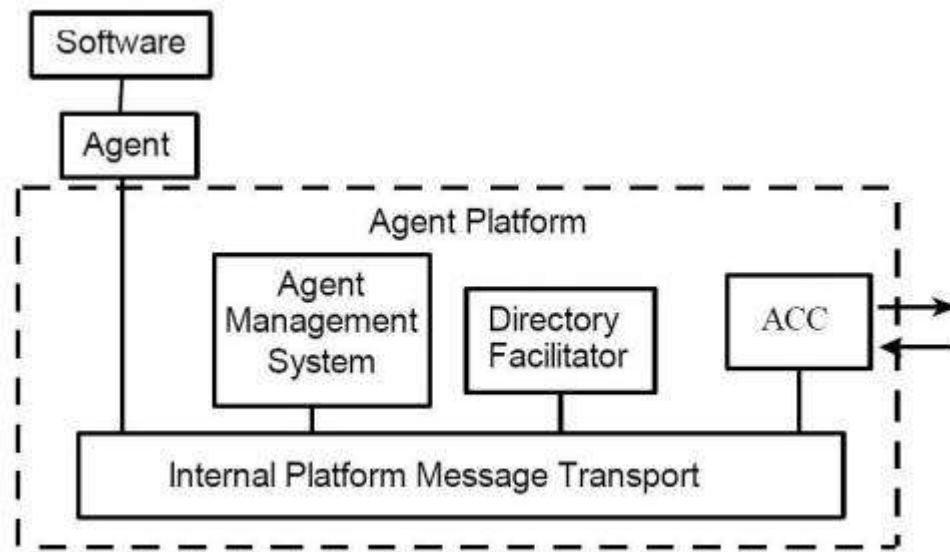 Software
Agent
Agent Platform
Agent
Management
System
Directory
Facilitator
ACC
Internal Platform Message Transport